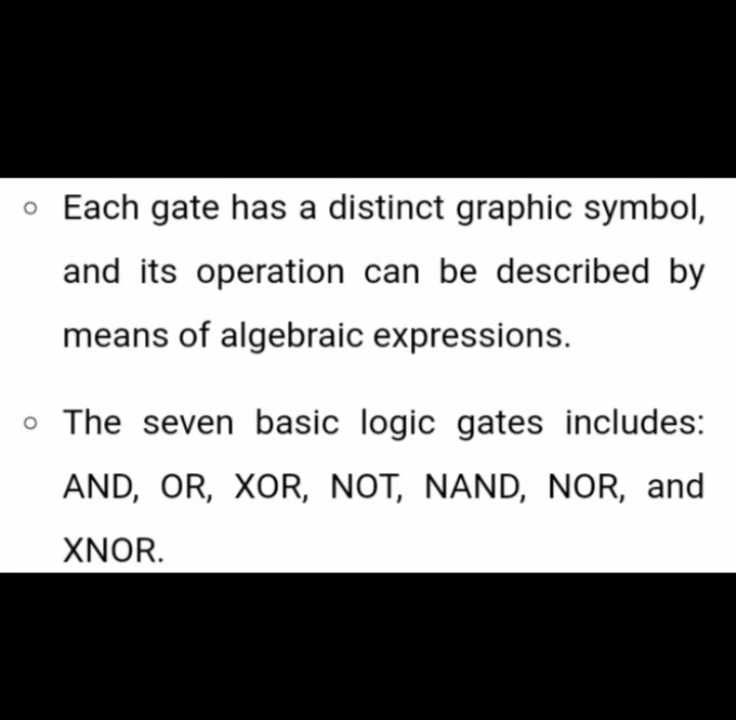 Each gate has a distinct graphic symbol,
and its operation can be described by
means of algebraic expressions.
The seven basic logic gates includes:
AND, OR, XOR, NOT, NAND, NOR, and
XNOR.